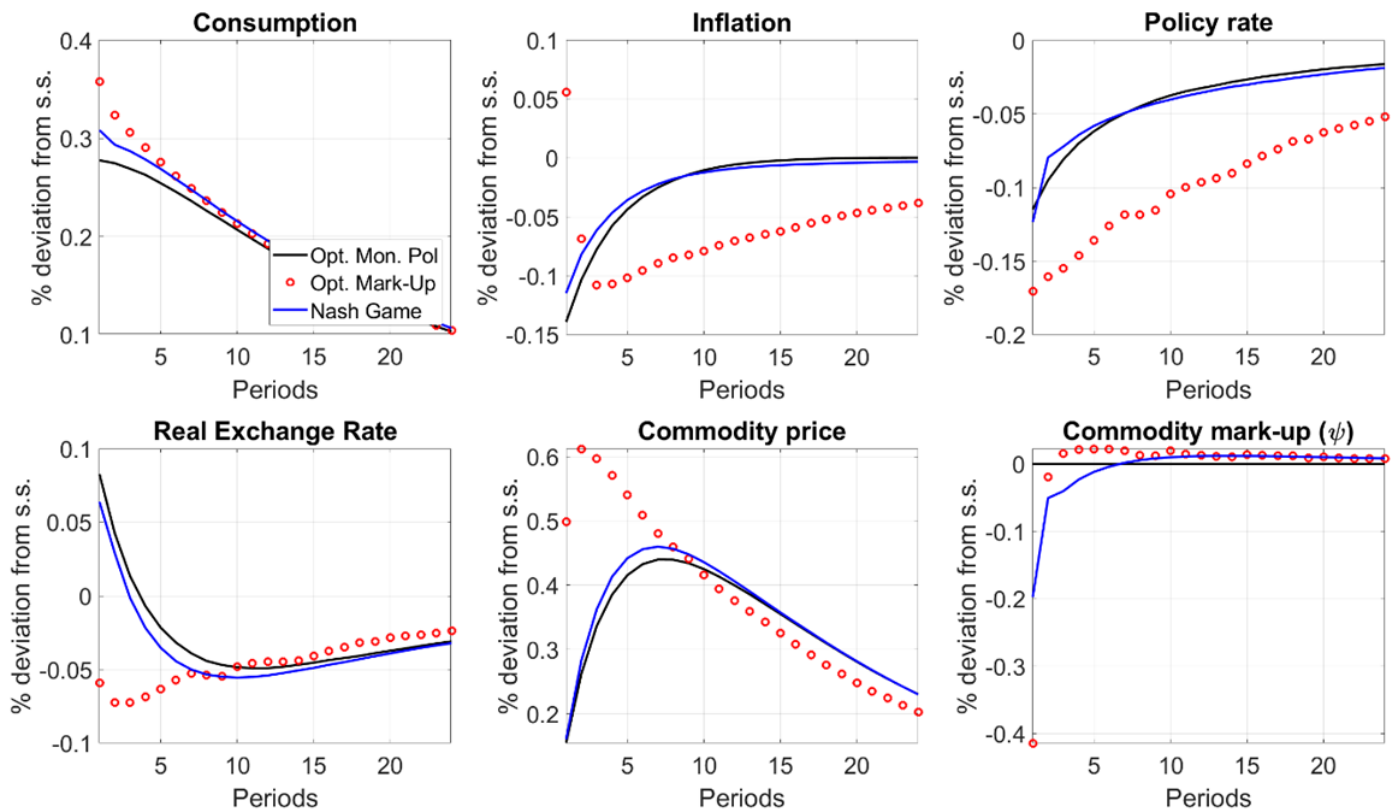 Consumption
% deviation from s.s.
0.4
0.3
0.2
0.1
5
10
15
20
Periods
Opt. Mon. Pol
Opt. Mark-Up
Nash Game
Inflation
% deviation from s.s.
0.1
0.05
0
-0.05
-0.1
-0.15
5
10
15
20
Periods
Policy rate
% deviation from s.s.
0
-0.05
-0.1
-0.15
-0.2
5
10
15
20
Periods
Real Exchange Rate
% deviation from s.s.
0.1
0.05
0
-0.05
-0.1
5
10
15
20
Periods
Commodity price
% deviation from s.s.
0.6
0.5
0.4
0.3
0.2
5
10
15
20
Periods
Commodity mark-up (ψ)
% deviation from s.s.
0
-0.1
-0.2
-0.3
-0.4
5
10
15
20
Periods